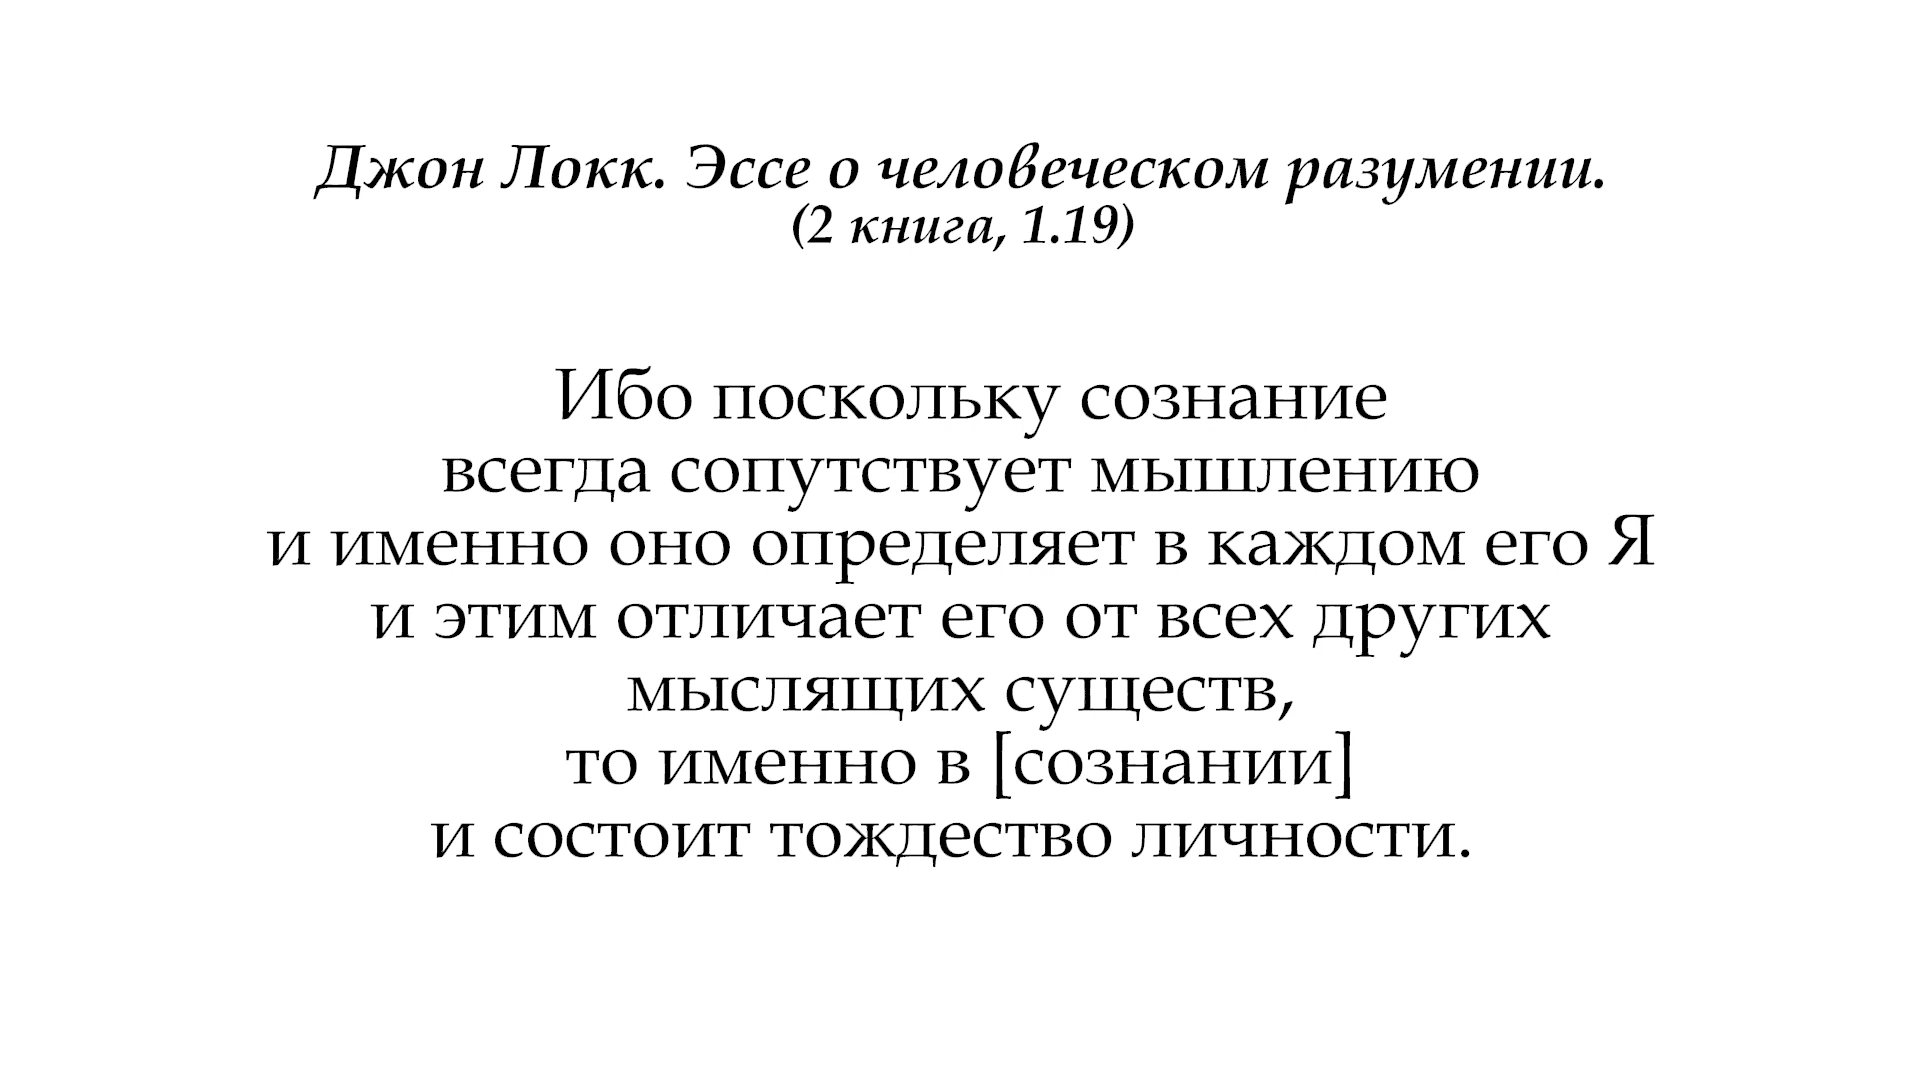 Джон Локк. Эссе о человеческом разумении.
(2 книга, 1.19)
Ибо поскольку сознание
всегда сопутствует мышлению
и именно оно определяет в каждом его Я
и этим отличает его от всех других
мыслящих существ,
то именно в [сознании]
и состоит тождество личности.